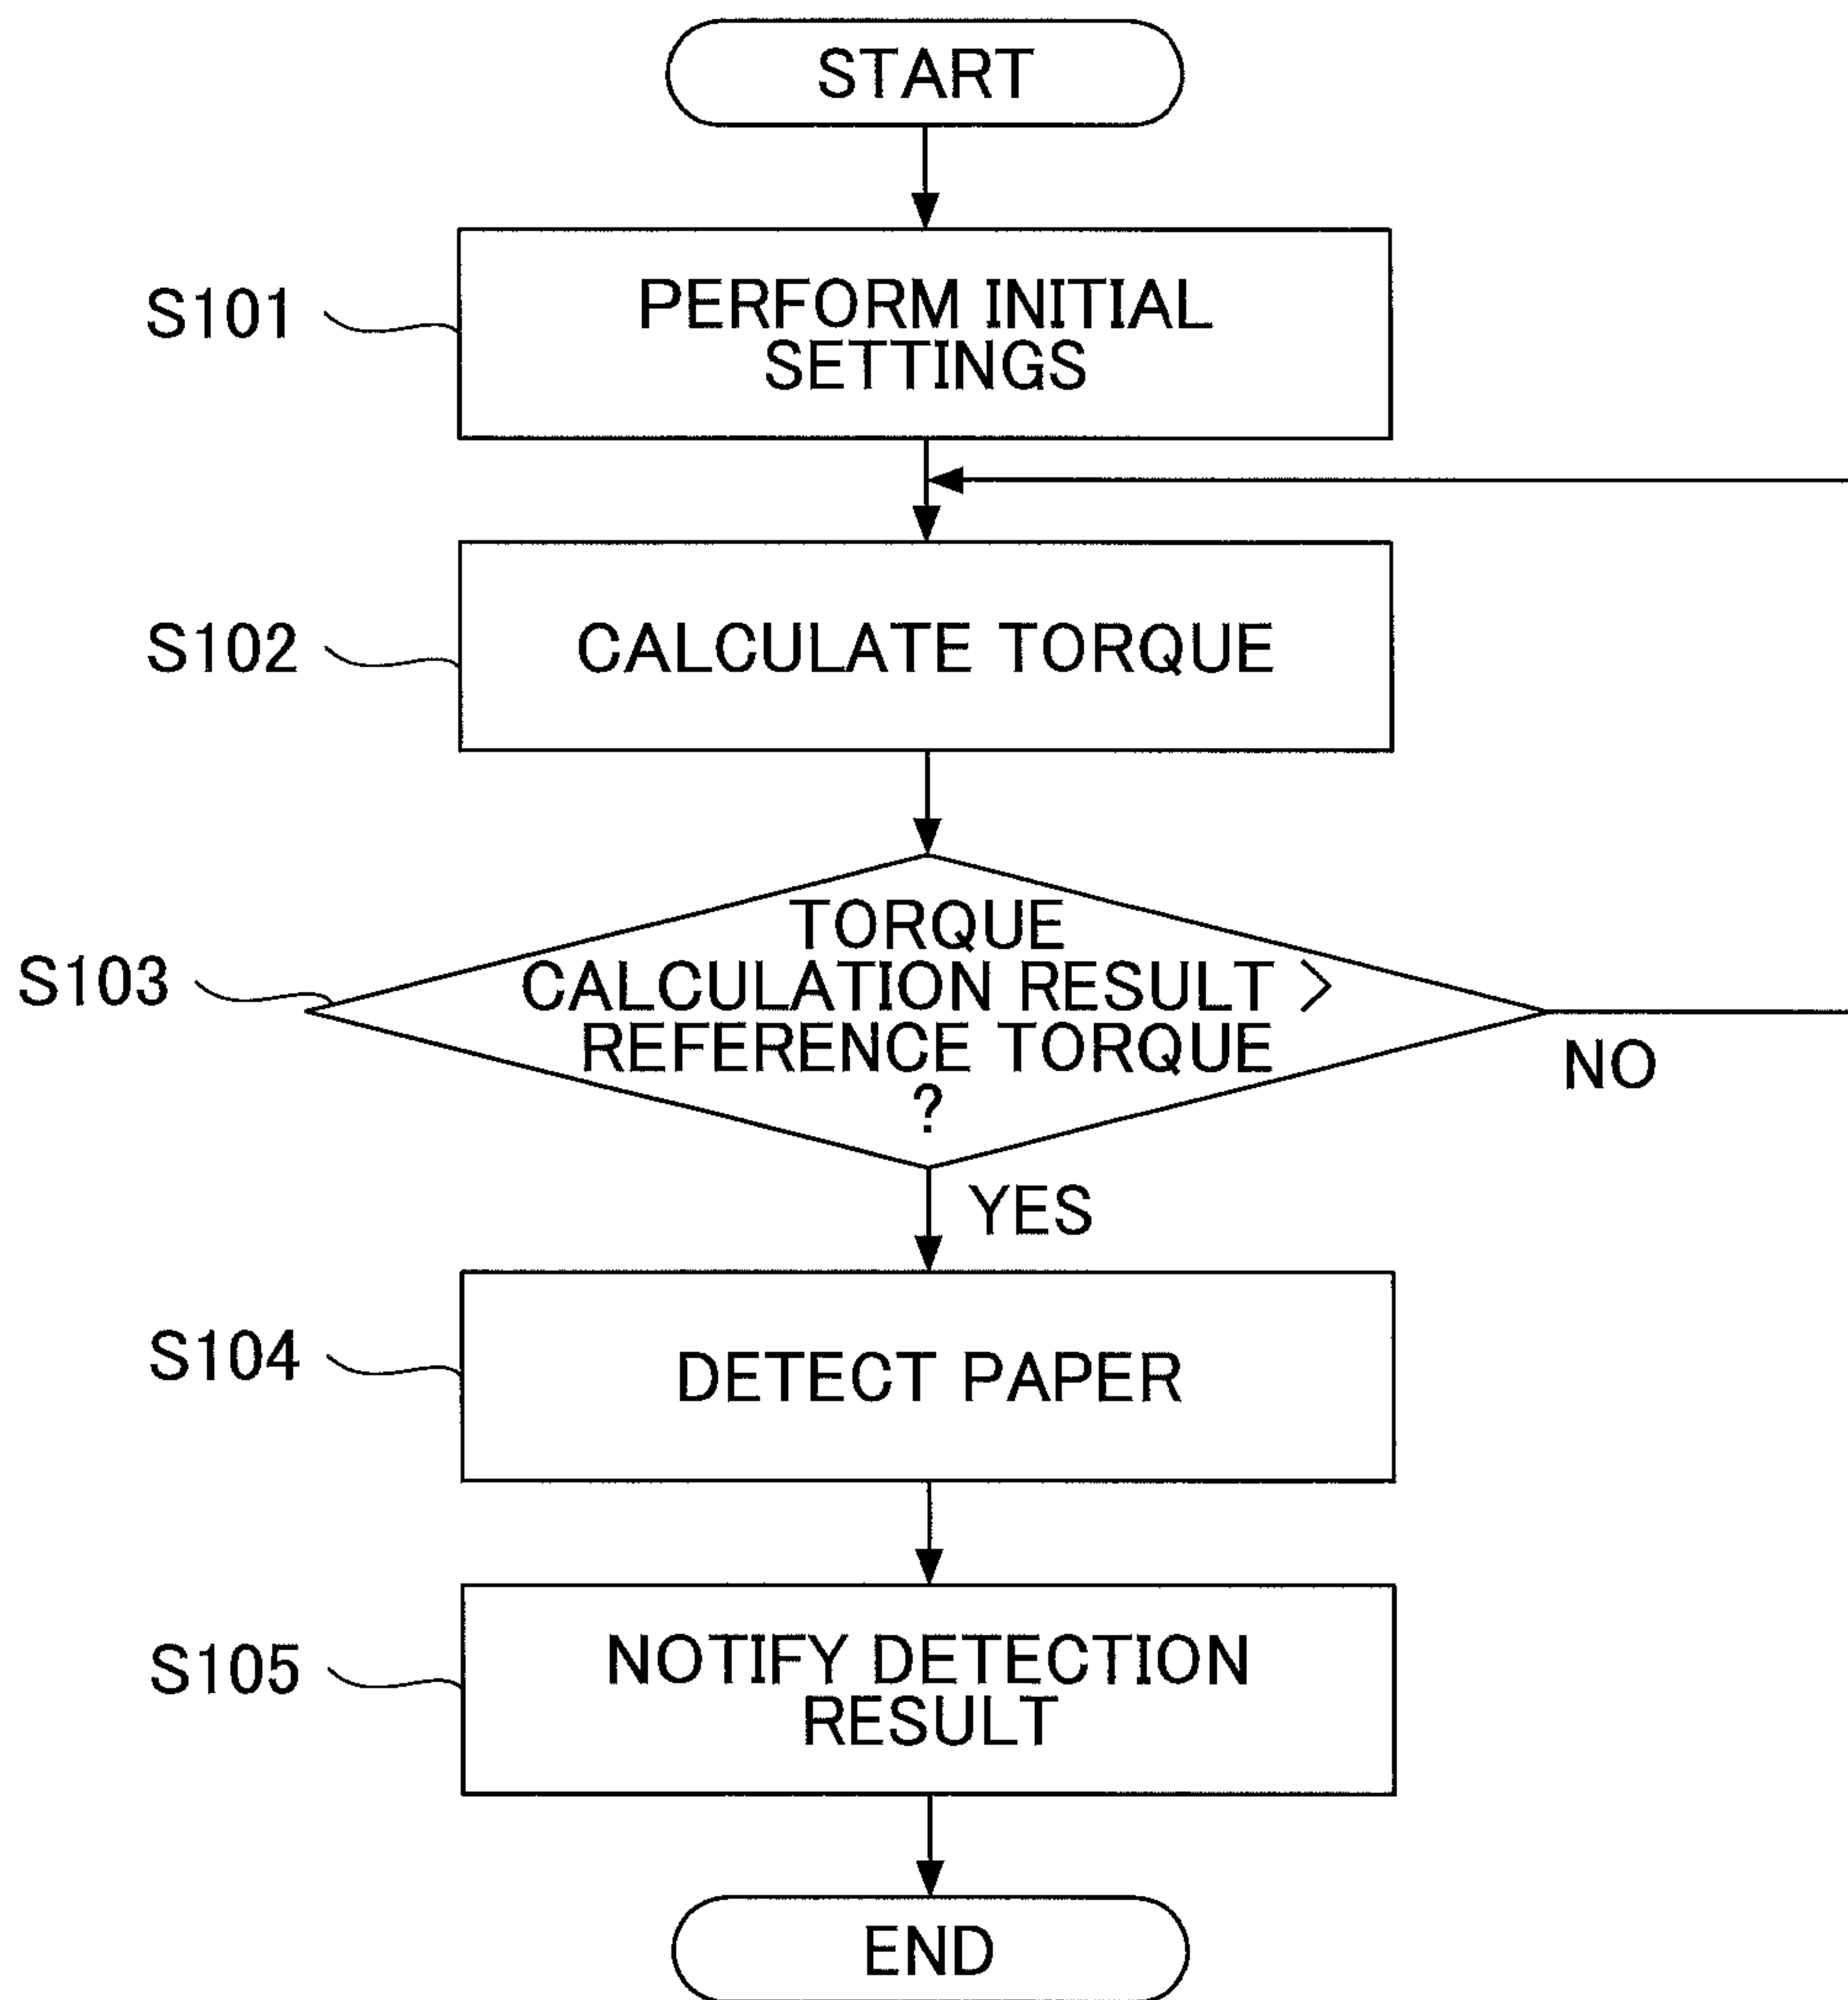 START
S101
PERFORM INITIAL
SETTINGS
S102
CALCULATE TORQUE
S103
TORQUE
CALCULATION RESULT >
REFERENCE TORQUE
?
NO
YES
S104
DETECT PAPER
S105
NOTIFY DETECTION
RESULT
END